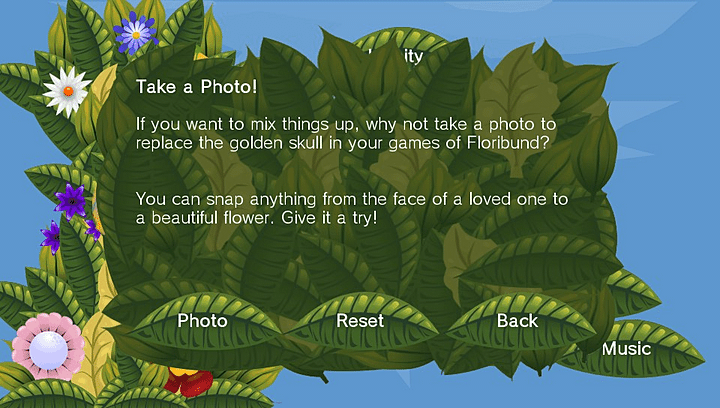 Take a Photo!
If you want to mix things up, why not take a photo to
replace the golden skull in your games of Floribund?
You can snap anything from the face of a loved one to
a beautiful flower. Give it a try!
Photo
Reset
Back
Music